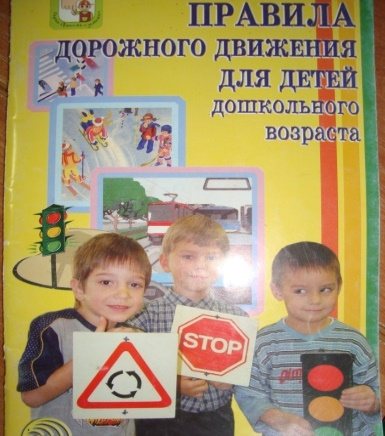 ПРАВИЛА
ДОРОЖНОГО ДВИЖЕНИЯ
ДЛЯ ДЕТЕЙ
ДОШКОЛЬНОГО
ВОЗРАСТА
STOP